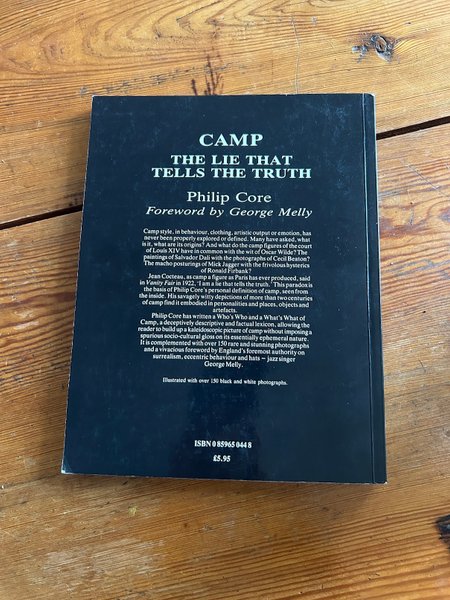 CAMP
THE LIE THAT
TELLS THE TRUTH
Philip Core
Foreword by George Melly
Camp style, in behaviour, clothing, artistic output or emotion, has
never been properly explored or defined. Many have asked, what
is it, what are its origins? And what do the camp figures of the court
of Louis XIV have in common with the wit of Oscar Wilde? The
paintings of Salvador Dali with the photographs of Cecil Beaton?
The macho posturings of Mick Jagger with the frivolous hysterics
of Ronald Firbank?
Jean Cocteau, as camp a figure as Paris has ever produced, said
in Vanity Fair in 1922, 'I am a lie that tells the truth.' This paradox is
the basis of Philip Core's personal definition of camp, seen from
the inside. His savagely witty depictions of more than two centuries
of camp find it embodied in personalities and places, objects and
artefacts.
Philip Core has written a Who's Who and a What's What of
Camp, a deceptively descriptive and factual lexicon, allowing the
reader to build up a kaleidoscopic picture of camp without imposing a
spurious socio-cultural gloss on its essentially ephemeral nature.
It is complemented with over 150 rare and stunning photographs
and a vivacious foreword by England's foremost authority on
surrealism, eccentric behaviour and hats – jazz singer
George Melly.
Illustrated with over 150 black and white photographs.
ISBN 0 85965 044 8
£5.95